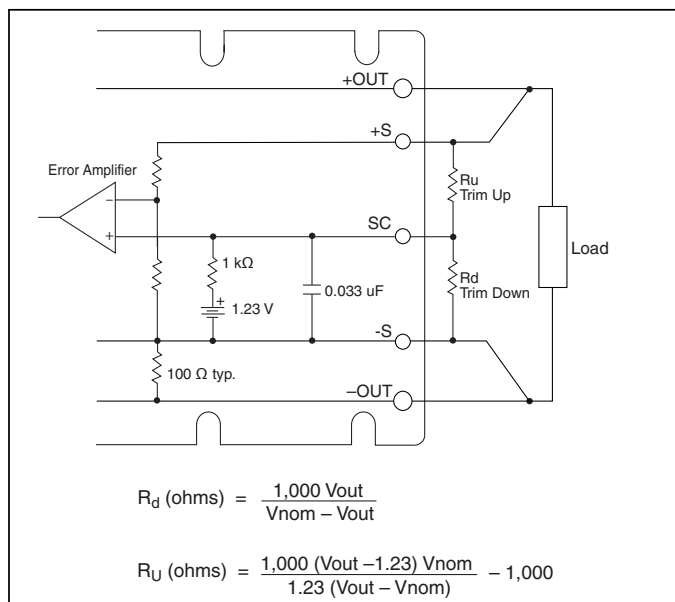 +OUT
+S
Error Amplifier
−
+
Ru
Trim Up
SC
Load
1 kΩ
+
1.23 V
0.033 uF
Rd
Trim Down
-S
100 Ω typ.
–OUT
Rd (ohms) = 1,000 Vout
Vnom – Vout
RU (ohms) = 1,000 (Vout –1.23) Vnom – 1,000
1.23 (Vout – Vnom)